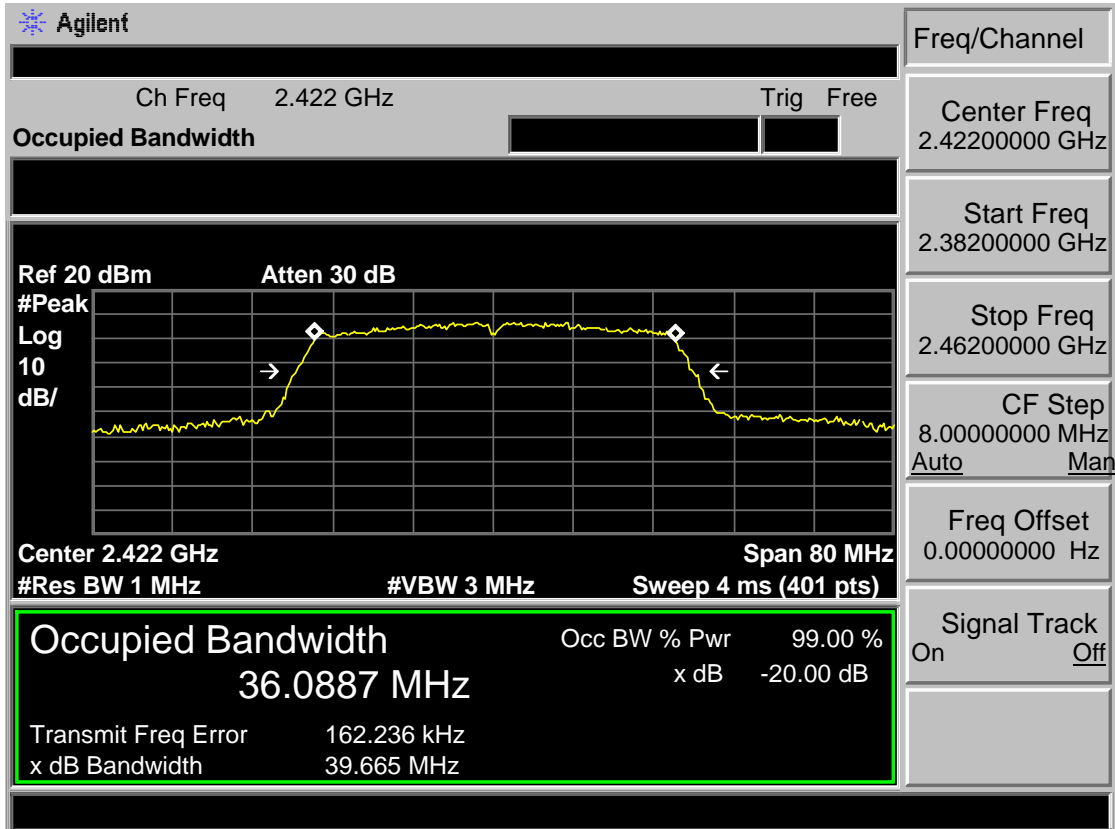 Agilent
Freq/Channel
Ch Freq 2.422 GHz Trig Free
Occupied Bandwidth
Center Freq
2.42200000 GHz
Start Freq
2.38200000 GHz
Stop Freq
2.46200000 GHz
CF Step
8.00000000 MHz
Auto Man
Freq Offset
0.00000000 Hz
Signal Track
On Off
Ref 20 dBm Atten 30 dB
#Peak
Log
10
dB/
Center 2.422 GHz Span 80 MHz
#Res BW 1 MHz #VBW 3 MHz Sweep 4 ms (401 pts)
Occupied Bandwidth Occ BW % Pwr 99.00 %
36.0887 MHz x dB -20.00 dB
Transmit Freq Error 162.236 kHz
x dB Bandwidth 39.665 MHz